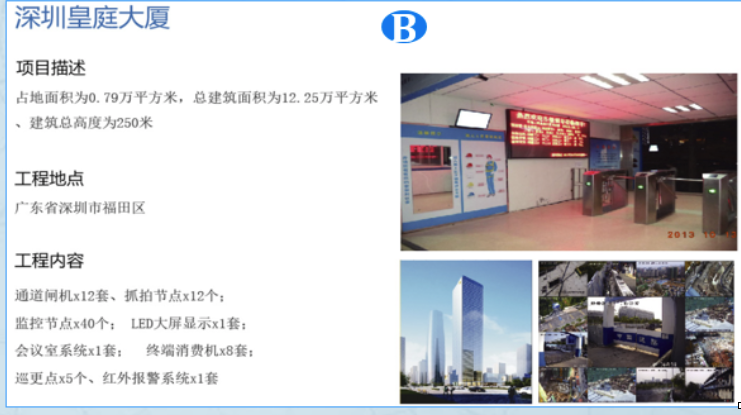 深圳皇庭大厦
B
项目描述
占地面积为0.79万平方米，总建筑面积为12.25万平方米
、建筑总高度为250米
工程地点
广东省深圳市福田区
工程内容
通道闸机x12套、抓拍节点x12个；
监控节点x40个； LED大屏显示x1套；
会议室系统x1套； 终端消费机x8套；
巡更点x5个、红外报警系统x1套
2013